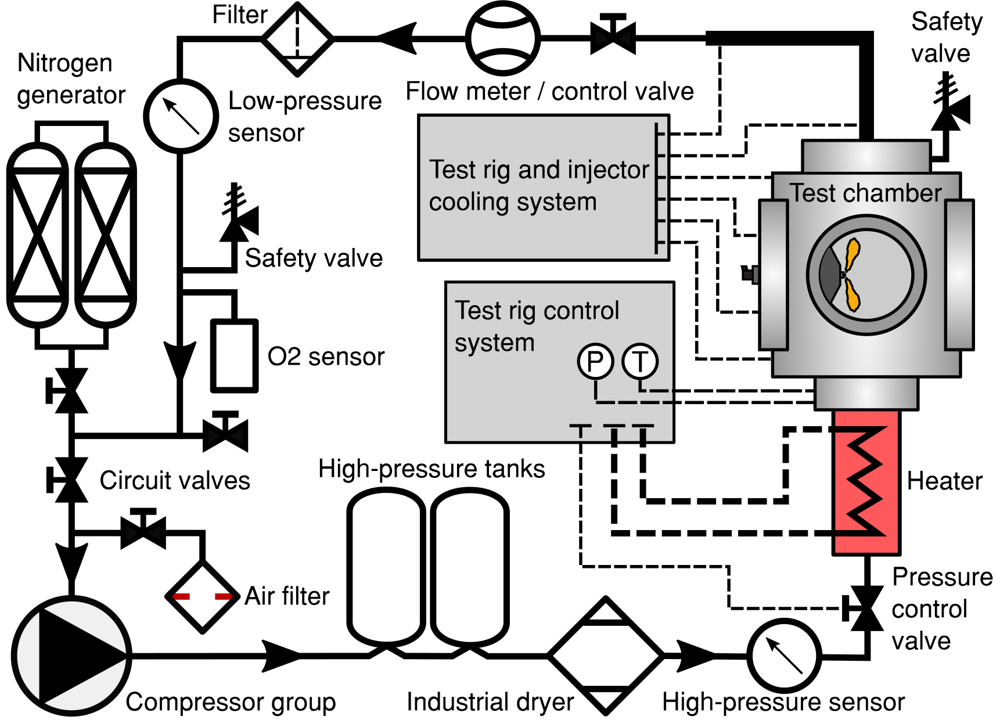 Filter
Safety
valve
Nitrogen
generator
Low-pressure
sensor
Flow meter / control valve
Test rig and injector
cooling system
Test chamber
Safety valve
Test rig control
system
P
T
O2 sensor
High-pressure tanks
Circuit valves
Heater
Air filter
Pressure
control
valve
Compressor group
Industrial dryer
High-pressure sensor